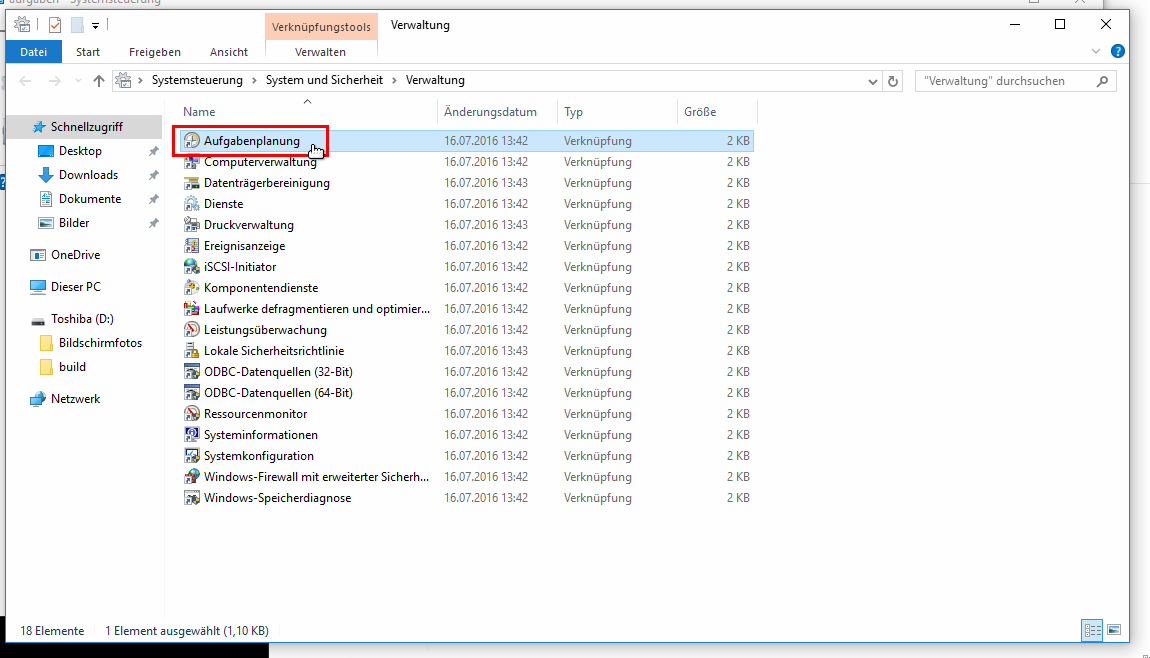 aufgaben - Systemsteuerung
Verknüpfungstools Verwaltung
Datei Start Freigeben Ansicht Verwalten
Systemsteuerung > System und Sicherheit > Verwaltung "Verwaltung" durchsuchen
Name Änderungsdatum Typ Größe
Schnellzugriff
Desktop
Downloads
Dokumente
Bilder
OneDrive
Dieser PC
Toshiba (D:)
Bildschirmfotos
build
Netzwerk
Aufgabenplanung 16.07.2016 13:42 Verknüpfung 2 KB
Computerverwaltung 16.07.2016 13:42 Verknüpfung 2 KB
Datenträgerbereinigung 16.07.2016 13:43 Verknüpfung 2 KB
Dienste 16.07.2016 13:42 Verknüpfung 2 KB
Druckverwaltung 16.07.2016 13:43 Verknüpfung 2 KB
Ereignisanzeige 16.07.2016 13:42 Verknüpfung 2 KB
iSCSI-Initiator 16.07.2016 13:42 Verknüpfung 2 KB
Komponentendienste 16.07.2016 13:42 Verknüpfung 2 KB
Laufwerke defragmentieren und optimier... 16.07.2016 13:42 Verknüpfung 2 KB
Leistungsüberwachung 16.07.2016 13:42 Verknüpfung 2 KB
Lokale Sicherheitsrichtlinie 16.07.2016 13:43 Verknüpfung 2 KB
ODBC-Datenquellen (32-Bit) 16.07.2016 13:42 Verknüpfung 2 KB
ODBC-Datenquellen (64-Bit) 16.07.2016 13:42 Verknüpfung 2 KB
Ressourcenmonitor 16.07.2016 13:42 Verknüpfung 2 KB
Systeminformationen 16.07.2016 13:42 Verknüpfung 2 KB
Systemkonfiguration 16.07.2016 13:42 Verknüpfung 2 KB
Windows-Firewall mit erweiterter Sicherh... 16.07.2016 13:42 Verknüpfung 2 KB
Windows-Speicherdiagnose 16.07.2016 13:42 Verknüpfung 2 KB
18 Elemente 1 Element ausgewählt (1,10 KB)